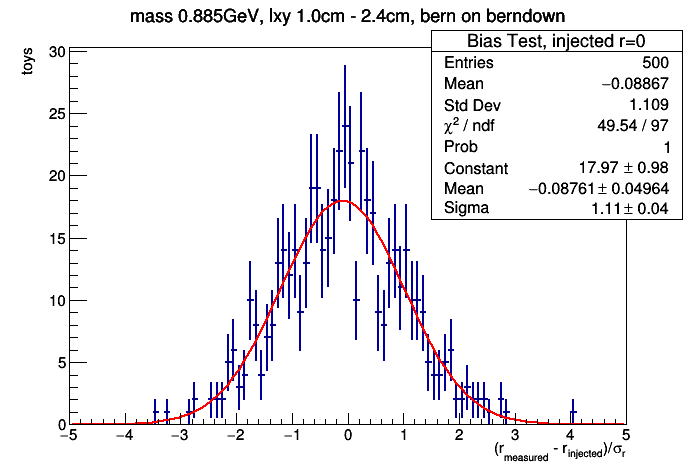 mass 0.885GeV, lxy 1.0cm - 2.4cm, bern on berndown
toys
Bias Test, injected r=0
Entries 500
Mean −0.08867
Std Dev 1.109
χ² / ndf 49.54 / 97
Prob 1
Constant 17.97 ± 0.98
Mean −0.08761 ± 0.04964
Sigma 1.11 ± 0.04
30
25
20
15
10
5
0
−5 −4 −3 −2 −1 0 1 2 3 4 5
(r_measured - r_injected)/σ_r